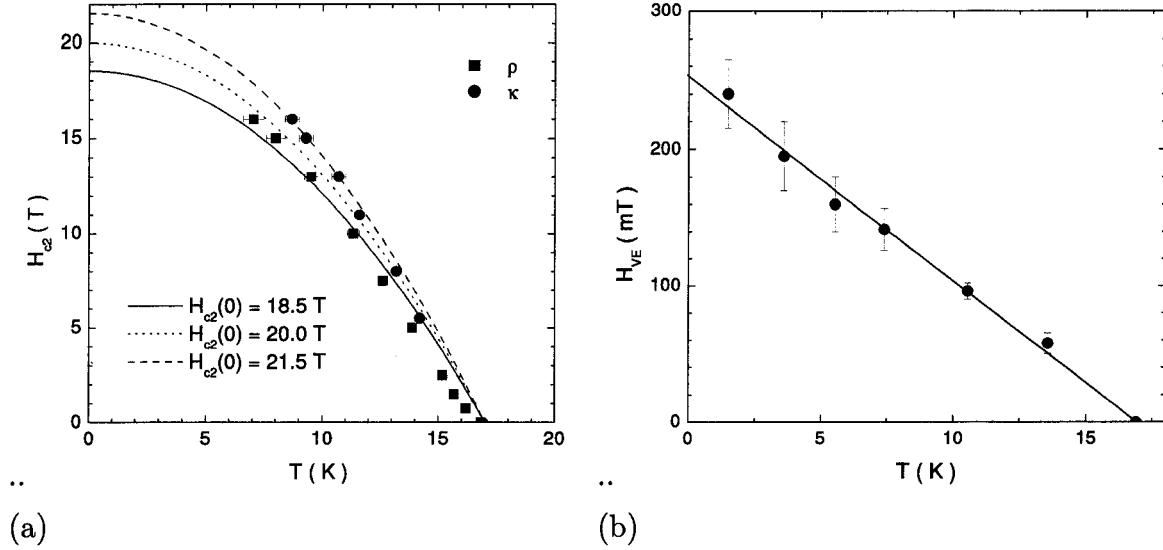 20
15
10
5
0
H_c2 (T)
ρ
κ
H_c2(0) = 18.5 T
H_c2(0) = 20.0 T
H_c2(0) = 21.5 T
0 5 10 15 20
T ( K )
..
(a)
300
200
100
0
H_VE ( mT )
0 5 10 15
T ( K )
..
(b)